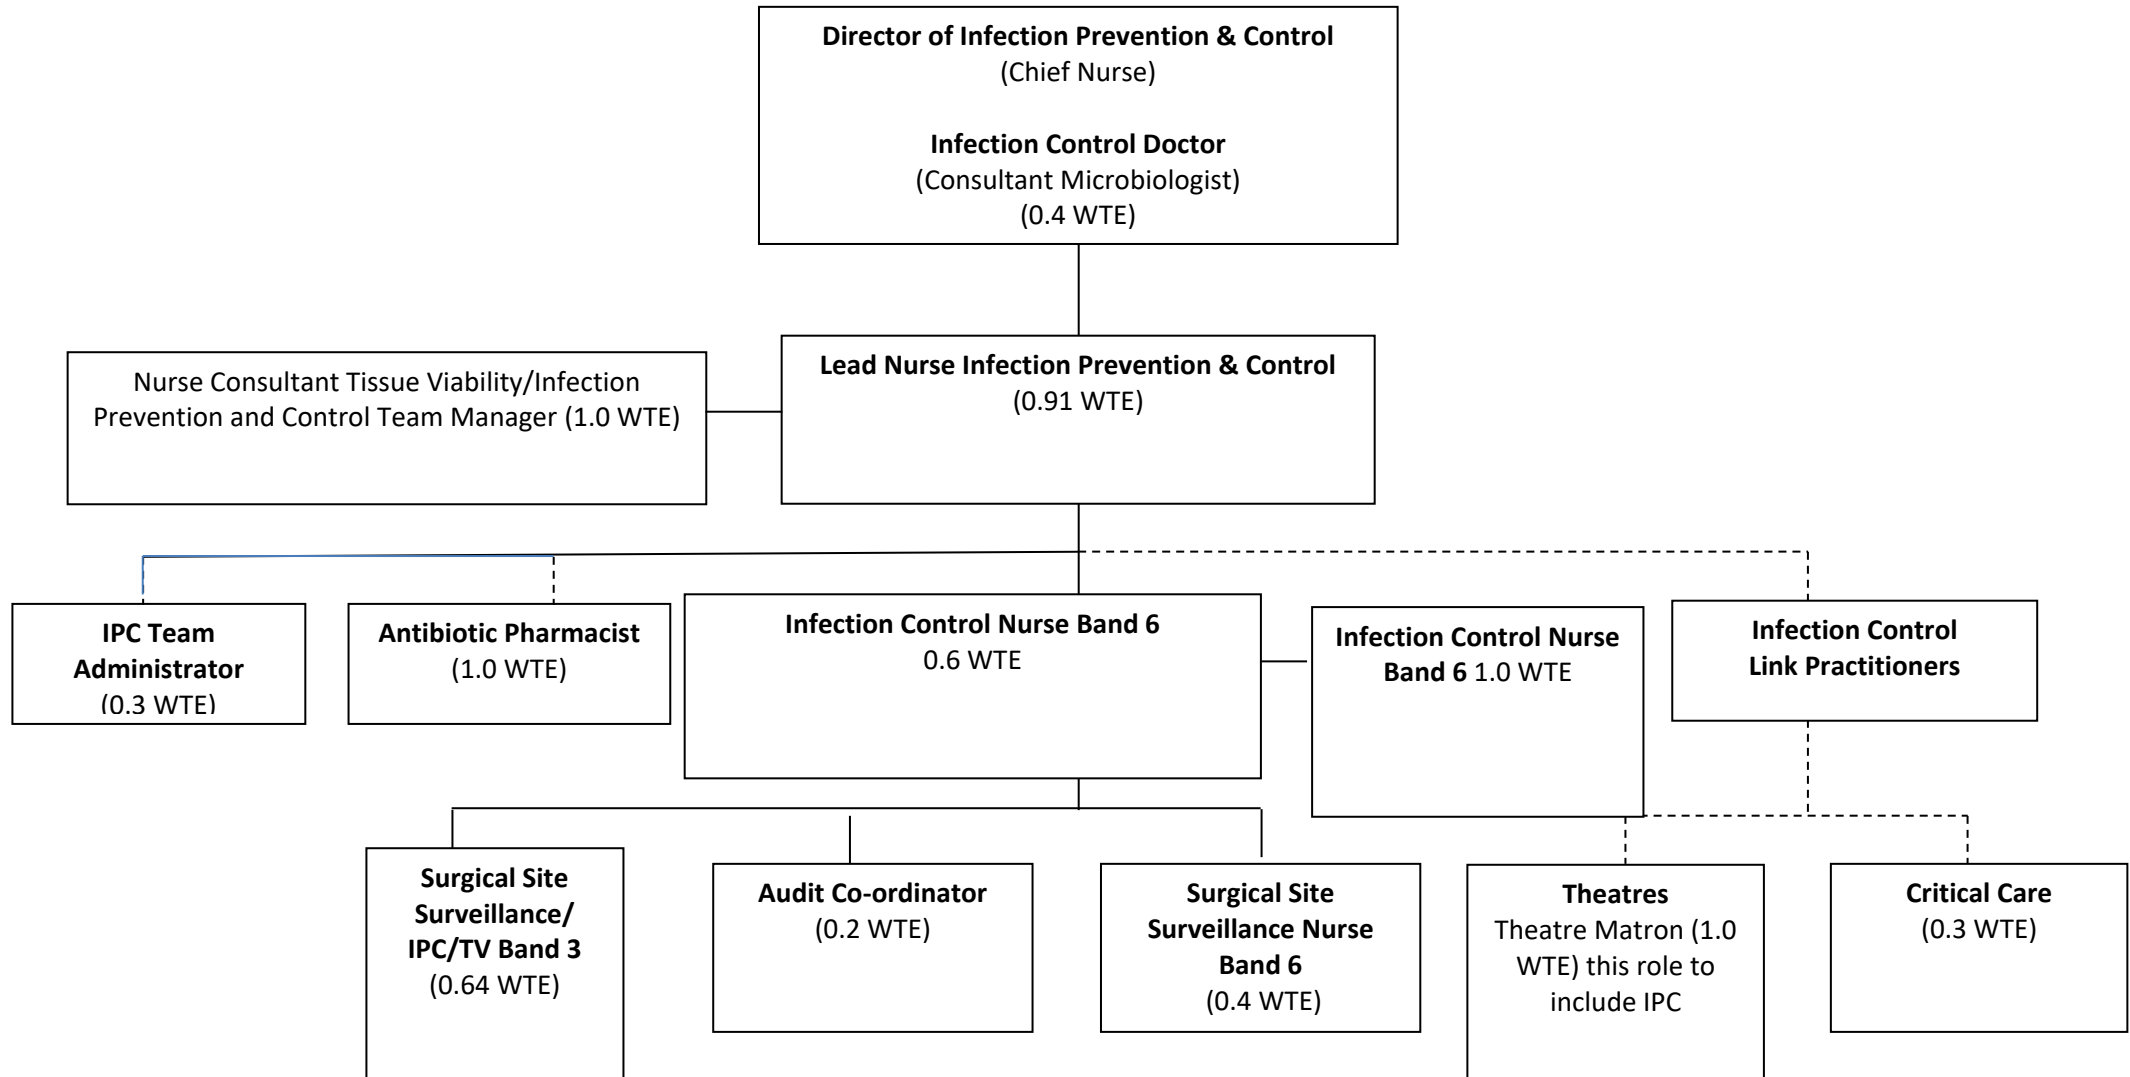 Director of Infection Prevention & Control
(Chief Nurse)
Infection Control Doctor
(Consultant Microbiologist)
(0.4 WTE)
Nurse Consultant Tissue Viability/Infection
Prevention and Control Team Manager (1.0 WTE)
Lead Nurse Infection Prevention & Control
(0.91 WTE)
IPC Team
Administrator
(0.3 WTE)
Antibiotic Pharmacist
(1.0 WTE)
Infection Control Nurse Band 6
0.6 WTE
Infection Control Nurse
Band 6 1.0 WTE
Infection Control
Link Practitioners
Surgical Site
Surveillance/
IPC/TV Band 3
(0.64 WTE)
Audit Co-ordinator
(0.2 WTE)
Surgical Site
Surveillance Nurse
Band 6
(0.4 WTE)
Theatres
Theatre Matron (1.0
WTE) this role to
include IPC
Critical Care
(0.3 WTE)